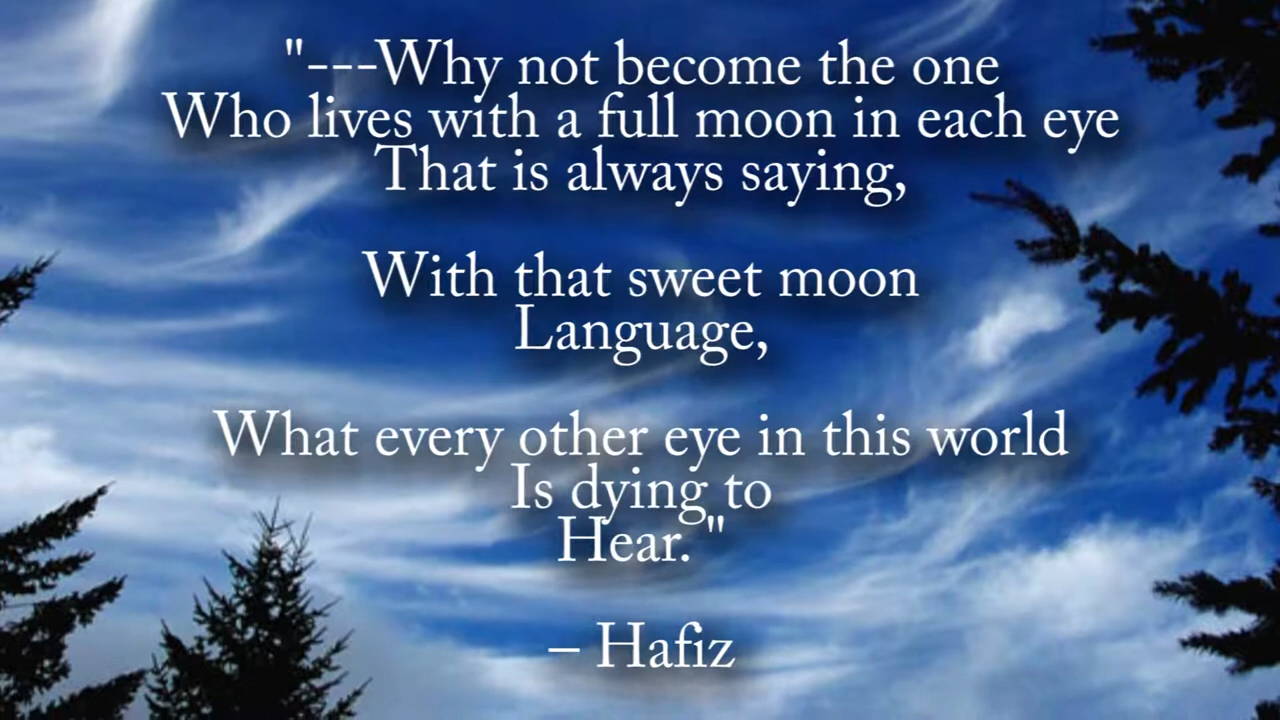 "---Why not become the one
Who lives with a full moon in each eye
That is always saying,
With that sweet moon
Language,
What every other eye in this world
Is dying to
Hear. "
– Hafiz